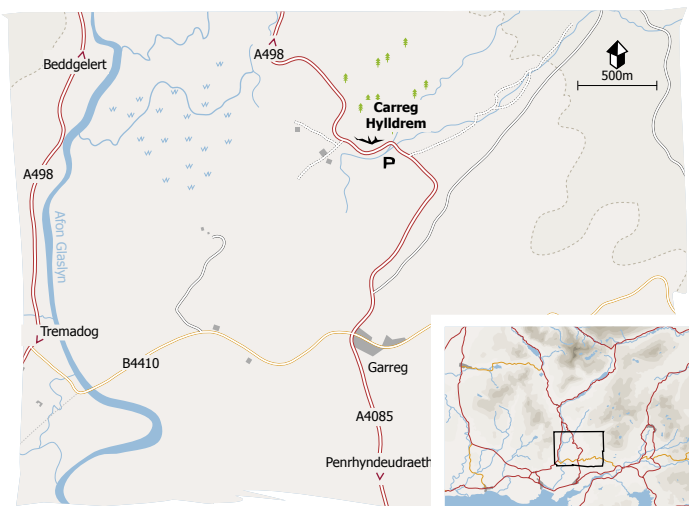 A498
Beddgelert
500m
Carreg
Hylldrem
P
A498
Afon Glaslyn
Tremadog
B4410
Garreg
A4085
Penrhyndeudraeth